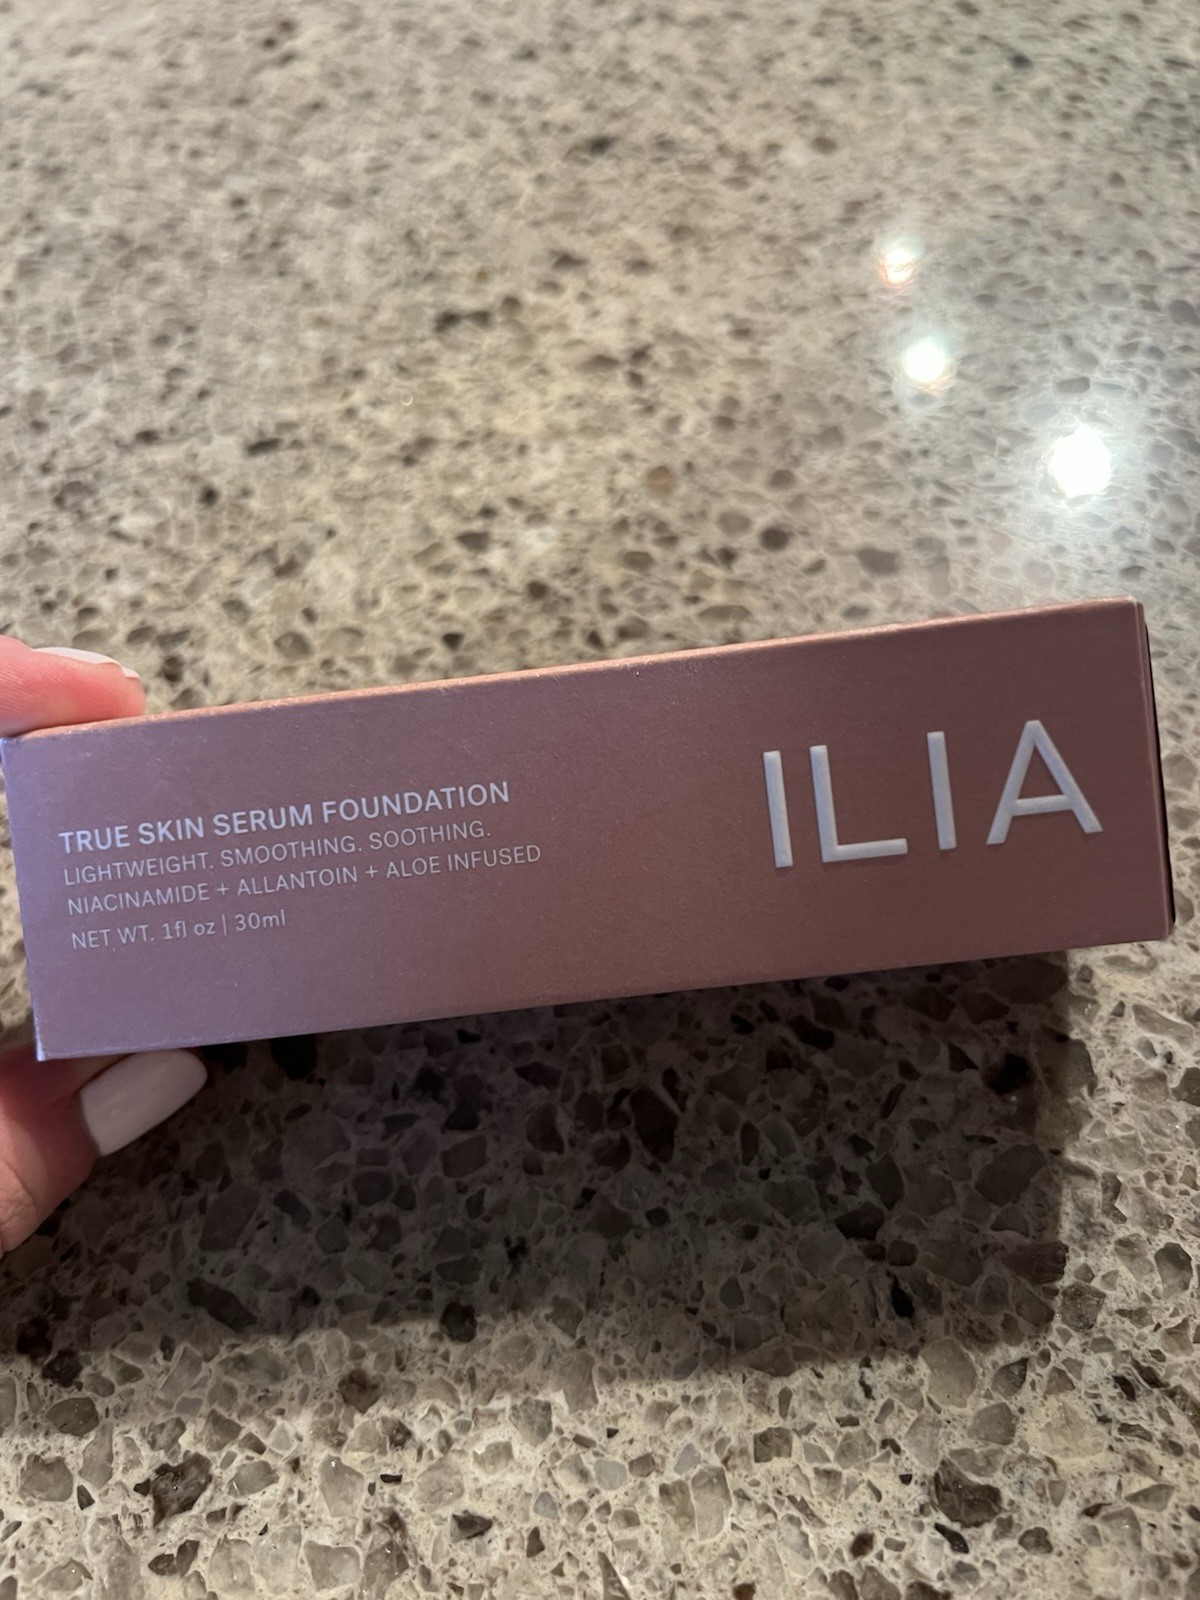 TRUE SKIN SERUM FOUNDATION
LIGHTWEIGHT. SMOOTHING. SOOTHING.
NIACINAMIDE + ALLANTOIN + ALOE INFUSED
NET WT. 1fl oz | 30ml
ILIA